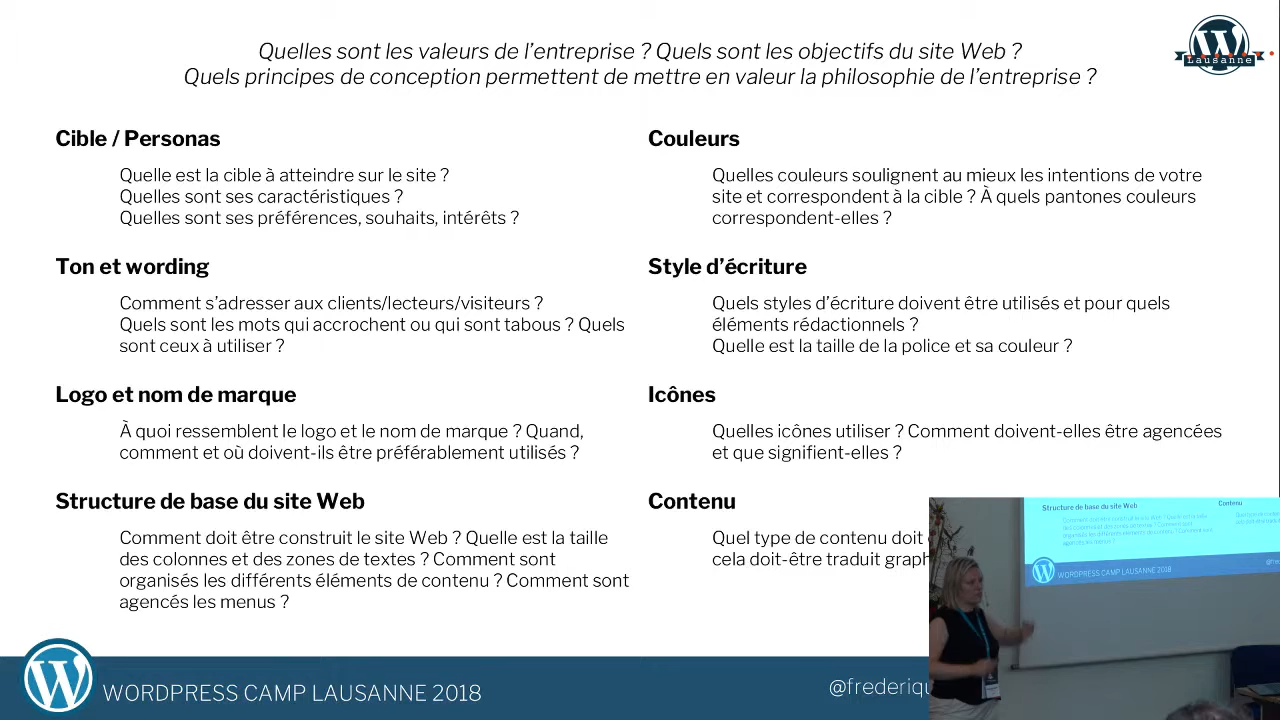 Quelles sont les valeurs de l'entreprise ? Quels sont les objectifs du site Web ?
Quels principes de conception permettent de mettre en valeur la philosophie de l'entreprise ?
Lausanne
Cible / Personas
Quelle est la cible à atteindre sur le site ?
Quelles sont ses caractéristiques ?
Quelles sont ses préférences, souhaits, intérêts ?
Ton et wording
Comment s'adresser aux clients/lecteurs/visiteurs ?
Quels sont les mots qui accrochent ou qui sont tabous ? Quels
sont ceux à utiliser ?
Logo et nom de marque
À quoi ressemblent le logo et le nom de marque ? Quand,
comment et où doivent-ils être préférablement utilisés ?
Structure de base du site Web
Comment doit être construit le site Web ? Quelle est la taille
des colonnes et des zones de textes ? Comment sont
organisés les différents éléments de contenu ? Comment sont
agencés les menus ?
Couleurs
Quelles couleurs soulignent au mieux les intentions de votre
site et correspondent à la cible ? À quels pantones couleurs
correspondent-elles ?
Style d'écriture
Quels styles d'écriture doivent être utilisés et pour quels
éléments rédactionnels ?
Quelle est la taille de la police et sa couleur ?
Icônes
Quelles icônes utiliser ? Comment doivent-elles être agencées
et que signifient-elles ?
Contenu
Quel type de contenu doit
cela doit-être traduit graph
Structure de base du site Web
Contenu
WORDPRESS CAMP LAUSANNE 2018
WORDPRESS CAMP LAUSANNE 2018
@frederiqu